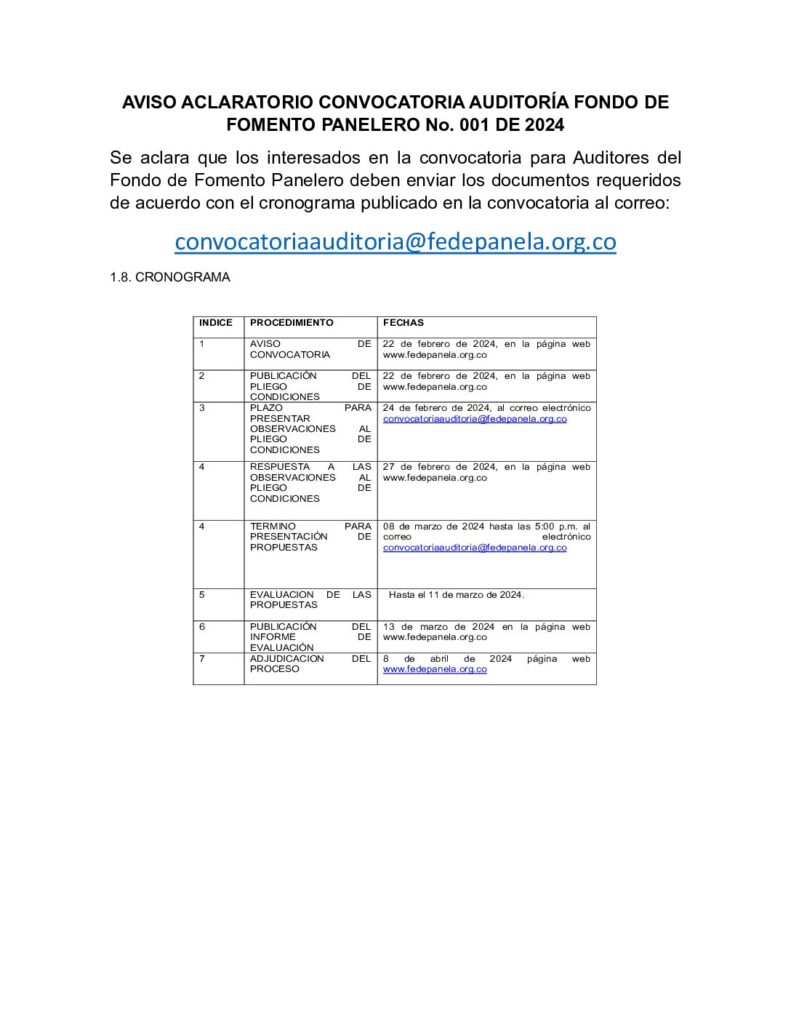 AVISO ACLARATORIO CONVOCATORIA AUDITORÍA FONDO DE
FOMENTO PANELERO No. 001 DE 2024
Se aclara que los interesados en la convocatoria para Auditores del
Fondo de Fomento Panelero deben enviar los documentos requeridos
de acuerdo con el cronograma publicado en la convocatoria al correo:
convocatoriaauditoria@fedepanela.org.co
1.8. CRONOGRAMA
INDICE PROCEDIMIENTO FECHAS
1 AVISO DE 22 de febrero de 2024, en la página web
CONVOCATORIA www.fedepanela.org.co
2 PUBLICACIÓN DEL 22 de febrero de 2024, en la página web
PLIEGO DE www.fedepanela.org.co
CONDICIONES
3 PLAZO PARA 24 de febrero de 2024, al correo electrónico
PRESENTAR convocatoriaauditoria@fedepanela.org.co
OBSERVACIONES AL
PLIEGO DE
CONDICIONES
4 RESPUESTA A LAS 27 de febrero de 2024, en la página web
OBSERVACIONES AL www.fedepanela.org.co
PLIEGO DE
CONDICIONES
4 TERMINO PARA 08 de marzo de 2024 hasta las 5:00 p.m. al
PRESENTACIÓN DE correo electrónico
PROPUESTAS convocatoriaauditoria@fedepanela.org.co
5 EVALUACION DE LAS Hasta el 11 de marzo de 2024.
PROPUESTAS
6 PUBLICACIÓN DEL 13 de marzo de 2024 en la página web
INFORME DE www.fedepanela.org.co
EVALUACIÓN
7 ADJUDICACION DEL 8 de abril de 2024 página web
PROCESO www.fedepanela.org.co